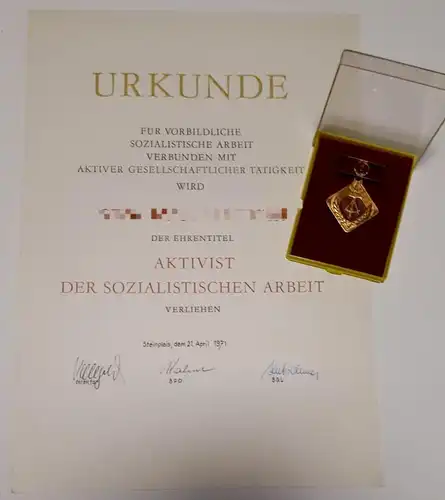 URKUNDE
FÜR VORBILDLICHE
SOZIALISTISCHE ARBEIT
VERBUNDEN MIT
AKTIVER GESELLSCHAFTLICHER TÄTIGKEIT
WIRD
DER EHRENTITEL
AKTIVIST
DER SOZIALISTISCHEN ARBEIT
VERLIEHEN
Steinpleis, dem 21. April 1971